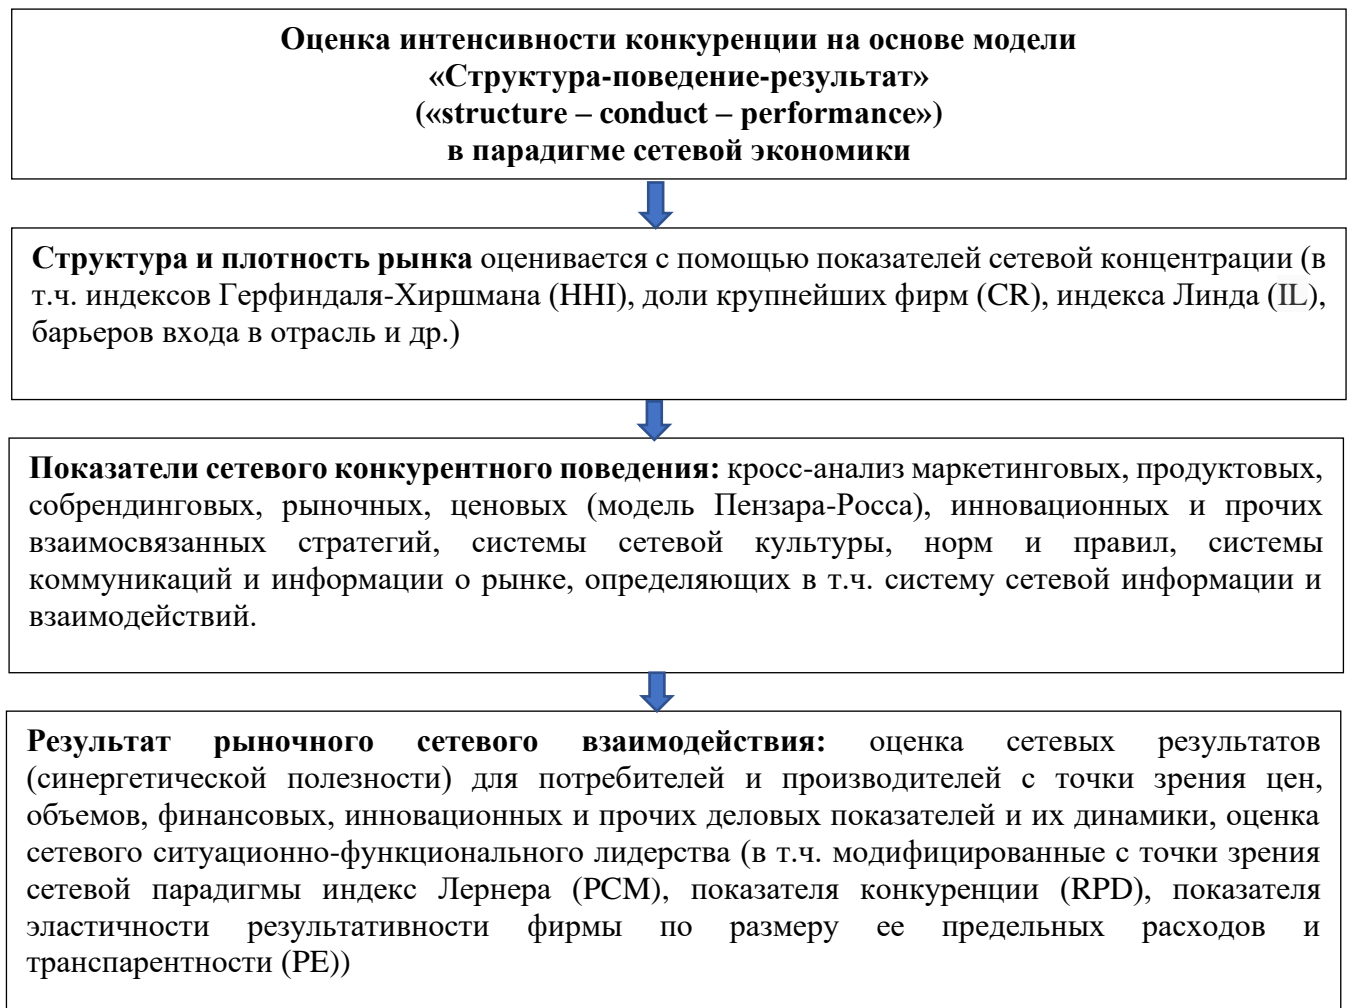 Оценка интенсивности конкуренции на основе модели
«Структура-поведение-результат»
(«structure – conduct – performance»)
в парадигме сетевой экономики
Структура и плотность рынка оценивается с помощью показателей сетевой концентрации (в
т.ч. индексов Герфиндаля-Хиршмана (HHI), доли крупнейших фирм (CR), индекса Линда (IL),
барьеров входа в отрасль и др.)
Показатели сетевого конкурентного поведения: кросс-анализ маркетинговых, продуктовых,
собрендинговых, рыночных, ценовых (модель Пензара-Росса), инновационных и прочих
взаимосвязанных стратегий, системы сетевой культуры, норм и правил, системы
коммуникаций и информации о рынке, определяющих в т.ч. систему сетевой информации и
взаимодействий.
Результат рыночного сетевого взаимодействия: оценка сетевых результатов
(синергетической полезности) для потребителей и производителей с точки зрения цен,
объемов, финансовых, инновационных и прочих деловых показателей и их динамики, оценка
сетевого ситуационно-функционального лидерства (в т.ч. модифицированные с точки зрения
сетевой парадигмы индекс Лернера (PCM), показателя конкуренции (RPD), показателя
эластичности результативности фирмы по размеру ее предельных расходов и
транспарентности (PE))